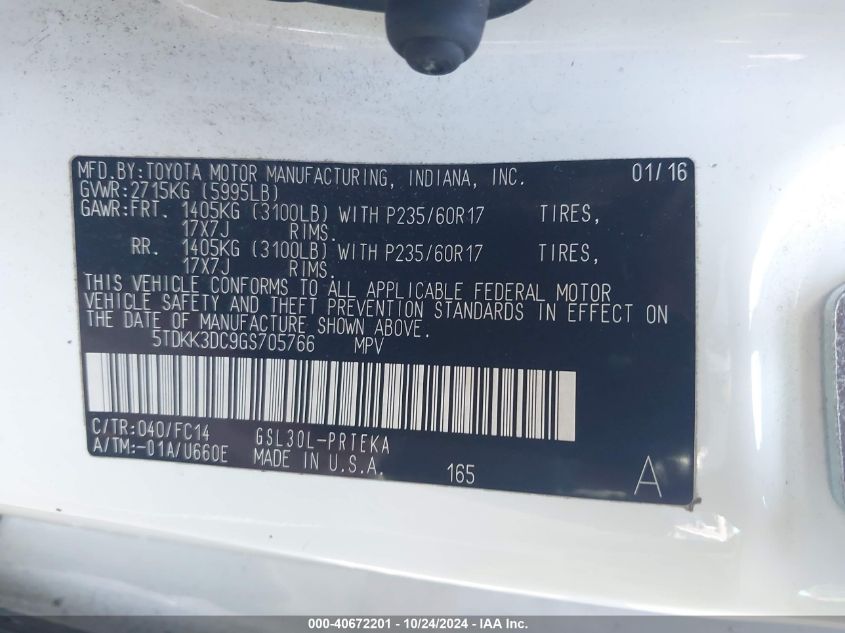 MFD.BY:TOYOTA MOTOR MANUFACTURING, INDIANA, INC. 01/16
GVWR:2715KG (5995LB)
GAWR:FRT. 1405KG (3100LB) WITH P235/60R17 TIRES,
17X7J RIMS.
RR. 1405KG (3100LB) WITH P235/60R17 TIRES,
17X7J RIMS.
THIS VEHICLE CONFORMS TO ALL APPLICABLE FEDERAL MOTOR
VEHICLE SAFETY AND THEFT PREVENTION STANDARDS IN EFFECT ON
THE DATE OF MANUFACTURE SHOWN ABOVE.
5TDKK3DC9GS705766 MPV
C/TR:040/FC14 GSL30L-PRTEKA
A/TM:-01A/U660E MADE IN U.S.A. 165 A
000-40672201 - 10/24/2024 - IAA Inc.